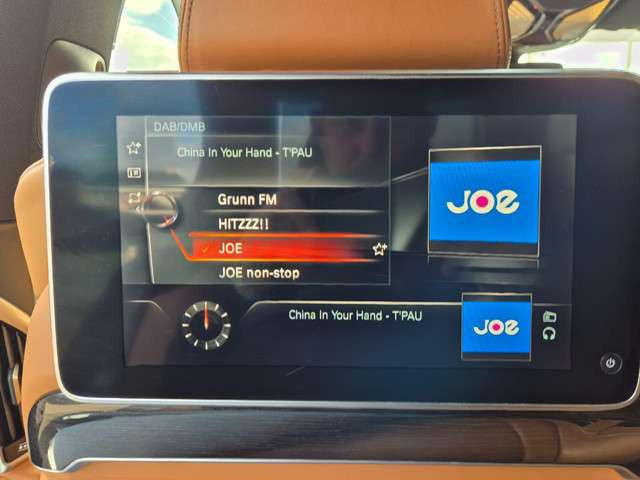 DAB/DMB
China In Your Hand - T'PAU
Grunn FM
HITZZZ!!
JOE
JOE non-stop
JOe
China In Your Hand - T'PAU
JOe